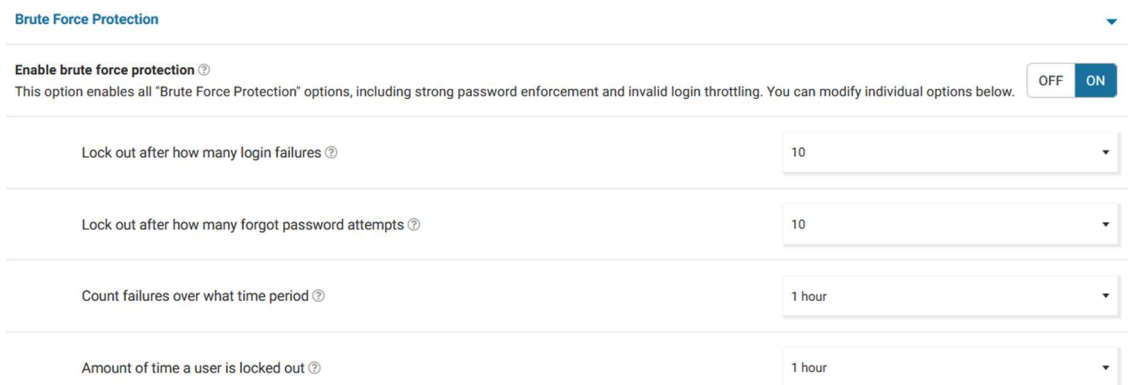 Brute Force Protection
Enable brute force protection
OFF ON
This option enables all "Brute Force Protection" options, including strong password enforcement and invalid login throttling. You can modify individual options below.
Lock out after how many login failures
10
Lock out after how many forgot password attempts
10
Count failures over what time period
1 hour
Amount of time a user is locked out
1 hour